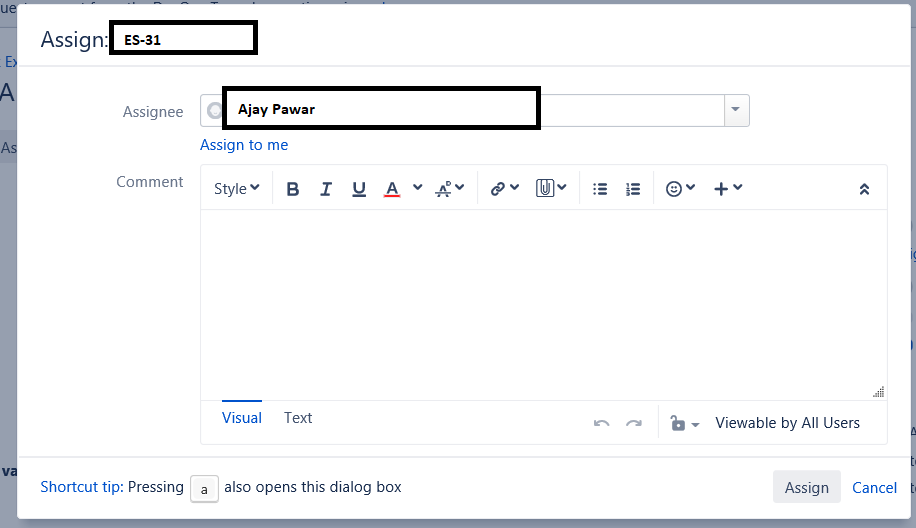 Assign: ES-31
Assignee Ajay Pawar
Assign to me
Comment
Style B I U A
Visual Text
Viewable by All Users
Shortcut tip: Pressing a also opens this dialog box
Assign Cancel